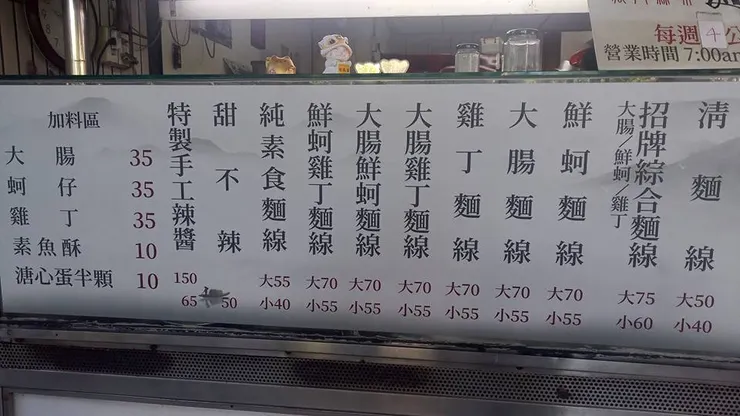 每週
4
公
營業時間 7:00am
清麵線
大50
小40
招牌綜合麵線
大腸/鮮蚵/雞丁
大75
小60
鮮蚵麵線
大70
小55
大腸麵線
大70
小55
雞丁麵線
大70
小55
大腸雞丁麵線
大70
小55
大腸鮮蚵麵線
大70
小55
鮮蚵雞丁麵線
大70
小55
純素食麵線
大55
小40
甜不辣
50
特製手工辣醬
150
65
加料區
大腸 35
蚵仔 35
雞丁 35
素魚酥 10
溏心蛋半顆 10